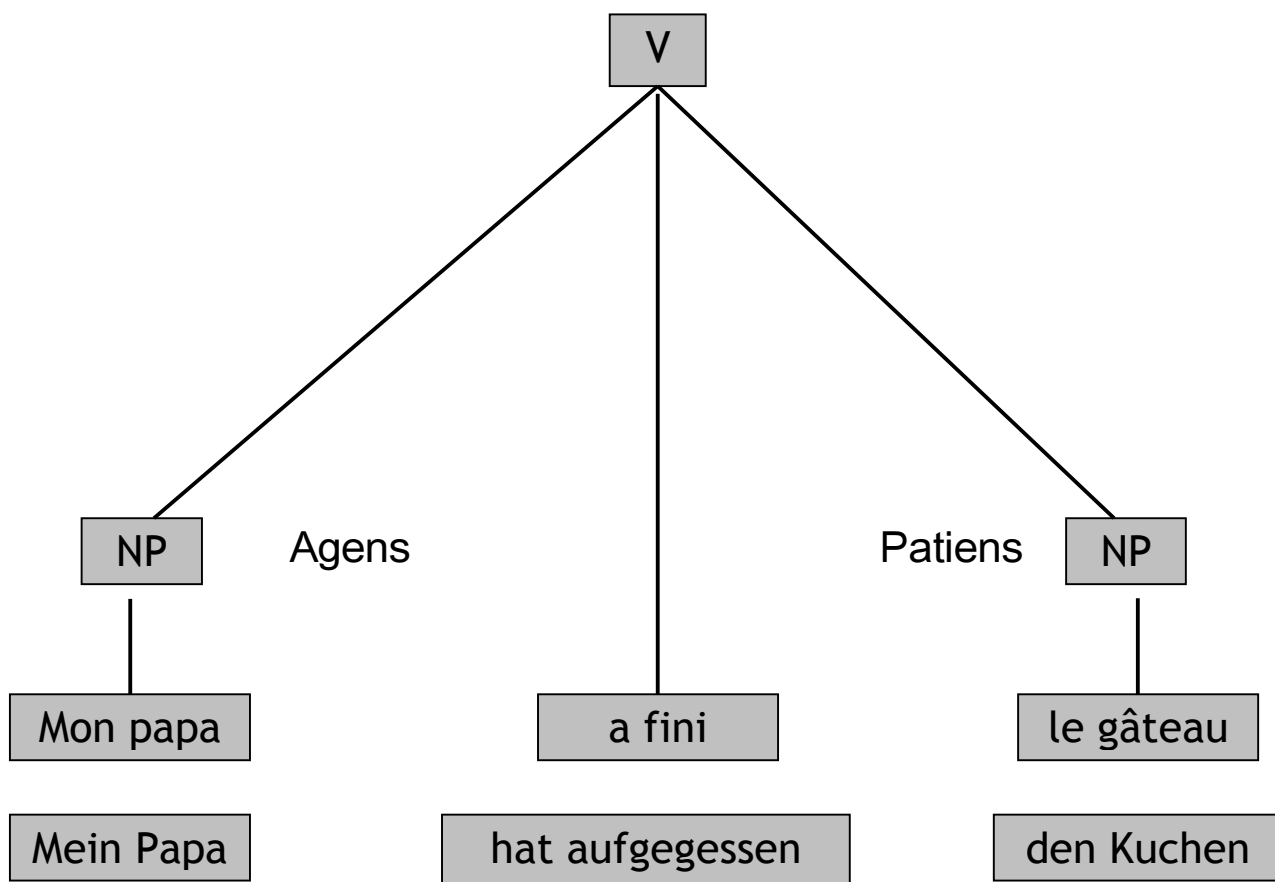 V
NP Agens Patiens NP
Mon papa a fini le gâteau
Mein Papa hat aufgegessen den Kuchen